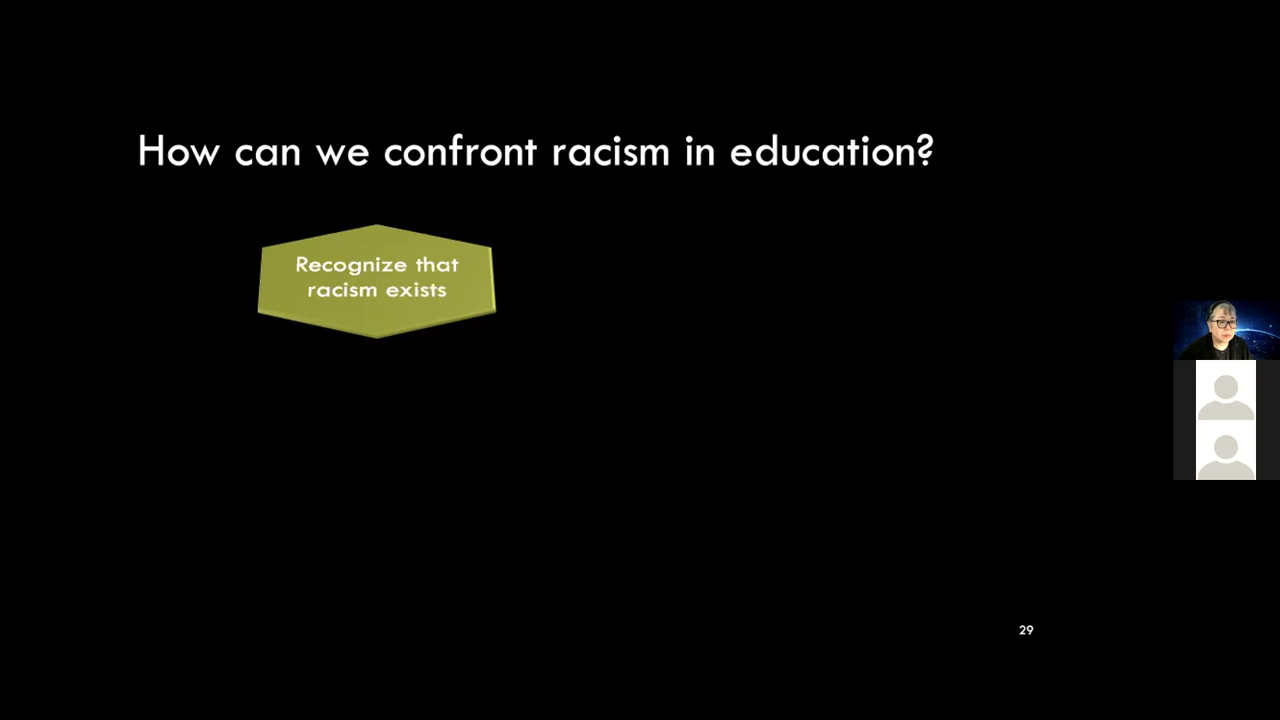 How can we confront racism in education?
Recognize that
racism exists
29